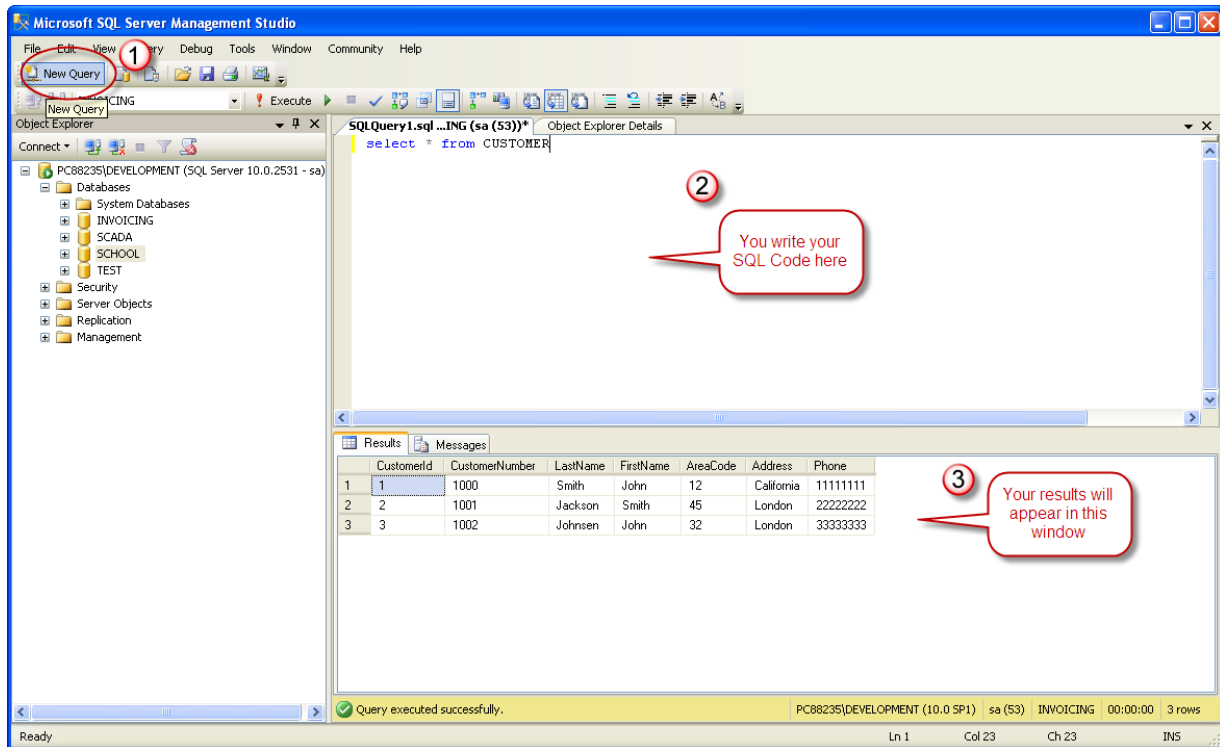 Microsoft SQL Server Management Studio
File Edit View Query Debug Tools Window Community Help
1
New Query
INVOICING Execute
New Query
Object Explorer
SQLQuery1.sql ...ING (sa (53))* Object Explorer Details
Connect
select * from CUSTOMER
PC88235\DEVELOPMENT (SQL Server 10.0.2531 - sa)
Databases
System Databases
INVOICING
SCADA
SCHOOL
TEST
Security
Server Objects
Replication
Management
2
You write your
SQL Code here
Results Messages
CustomerId CustomerNumber LastName FirstName AreaCode Address Phone
1 1 1000 Smith John 12 California 11111111
2 2 1001 Jackson Smith 45 London 22222222
3 3 1002 Johnsen John 32 London 33333333
3
Your results will
appear in this
window
Query executed successfully. PC88235\DEVELOPMENT (10.0 SP1) sa (53) INVOICING 00:00:00 3 rows
Ready Ln 1 Col 23 Ch 23 INS